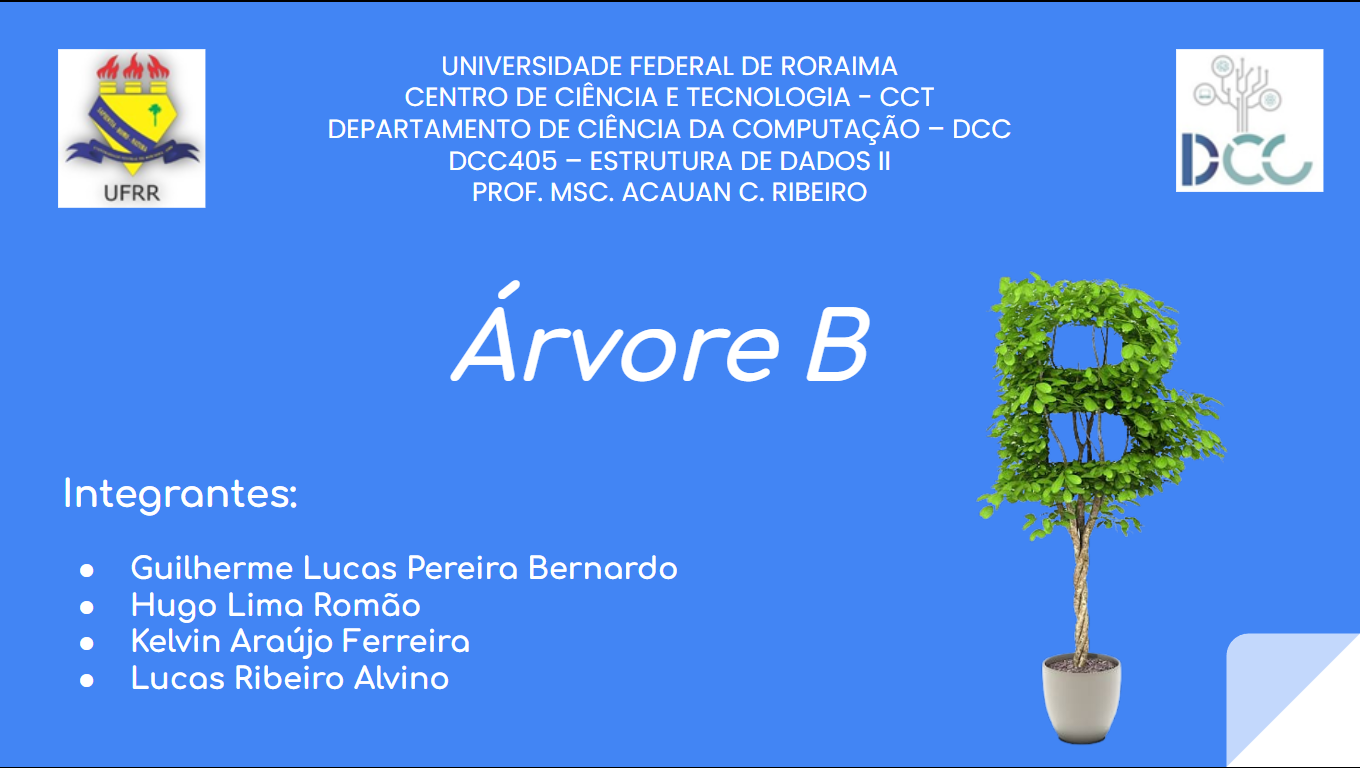 UNIVERSIDADE FEDERAL DE RORAIMA
CENTRO DE CIÊNCIA E TECNOLOGIA - CCT
DEPARTAMENTO DE CIÊNCIA DA COMPUTAÇÃO – DCC
DCC405 – ESTRUTURA DE DADOS II
PROF. MSC. ACAUAN C. RIBEIRO
UFRR
DCC
Árvore B
Integrantes:
● Guilherme Lucas Pereira Bernardo
● Hugo Lima Romão
● Kelvin Araújo Ferreira
● Lucas Ribeiro Alvino